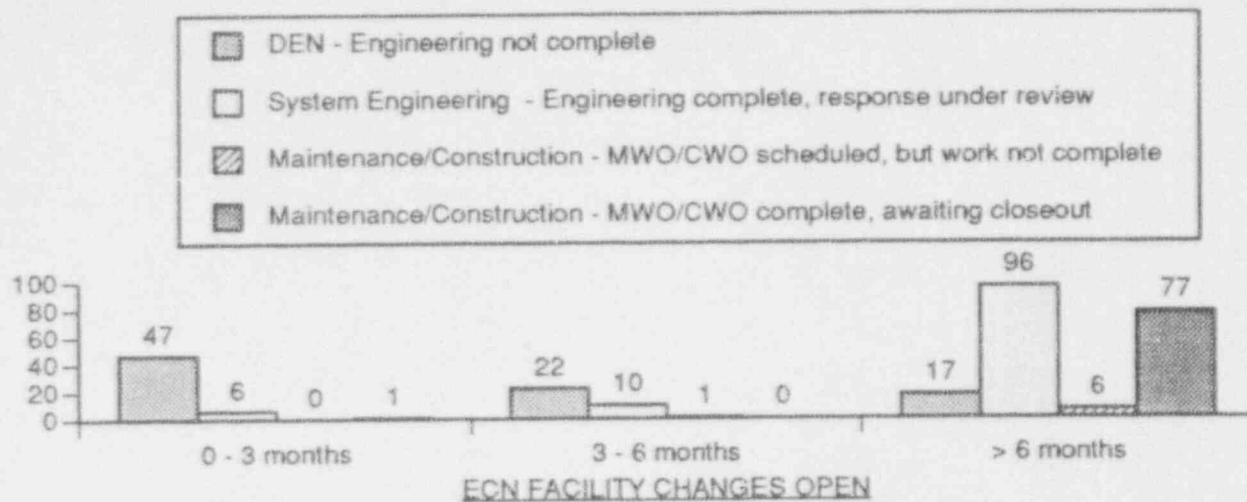 DEN - Engineering not complete
System Engineering - Engineering complete, response under review
Maintenance/Construction - MWO/CWO scheduled, but work not complete
Maintenance/Construction - MWO/CWO complete, awaiting closeout
100
80
60
40
20
0
47 6 0 1 22 10 1 0 17 96 6 77
0 - 3 months 3 - 6 months > 6 months
ECN FACILITY CHANGES OPEN